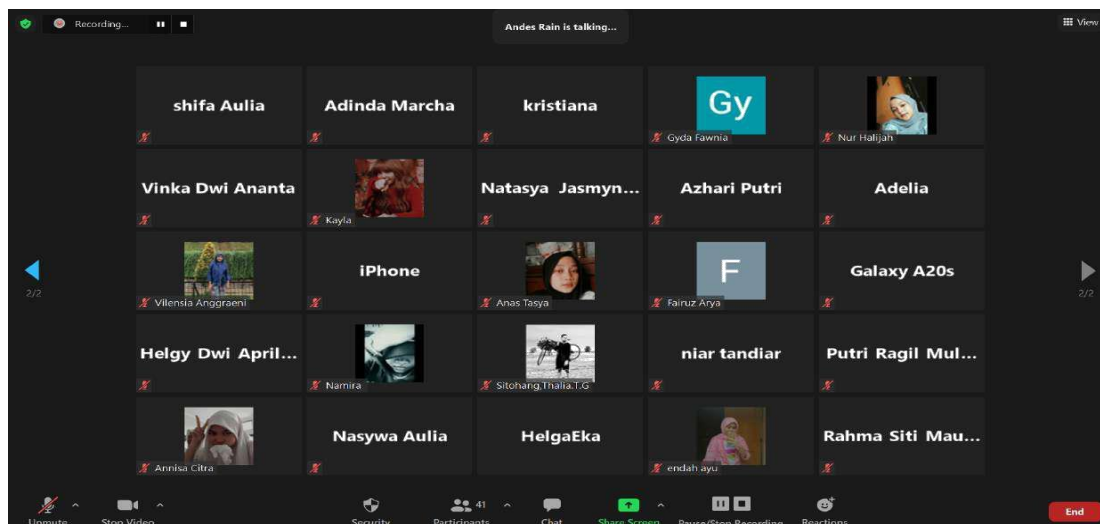 Recording...
Andes Rain is talking...
View
shifa Aulia
Adinda Marcha
kristiana
Gy
Gyda Fawnia
Nur Halijah
Vinka Dwi Ananta
Kayla
Natasya Jasmyn...
Azhari Putri
Adelia
2/2
Vilensia Anggraeni
iPhone
Anas Tasya
F
Fairuz Arya
Galaxy A20s
2/2
Helgy Dwi April...
Namira
Sitohang,Thalia.T.G
niar tandiar
Putri Ragil Mul...
Annisa Citra
Nasywa Aulia
HelgaEka
endah ayu
Rahma Siti Mau...
Unmute
Stop Video
Security
41
Participants
Chat
Share Screen
Pause/Stop Recording
Reactions
End